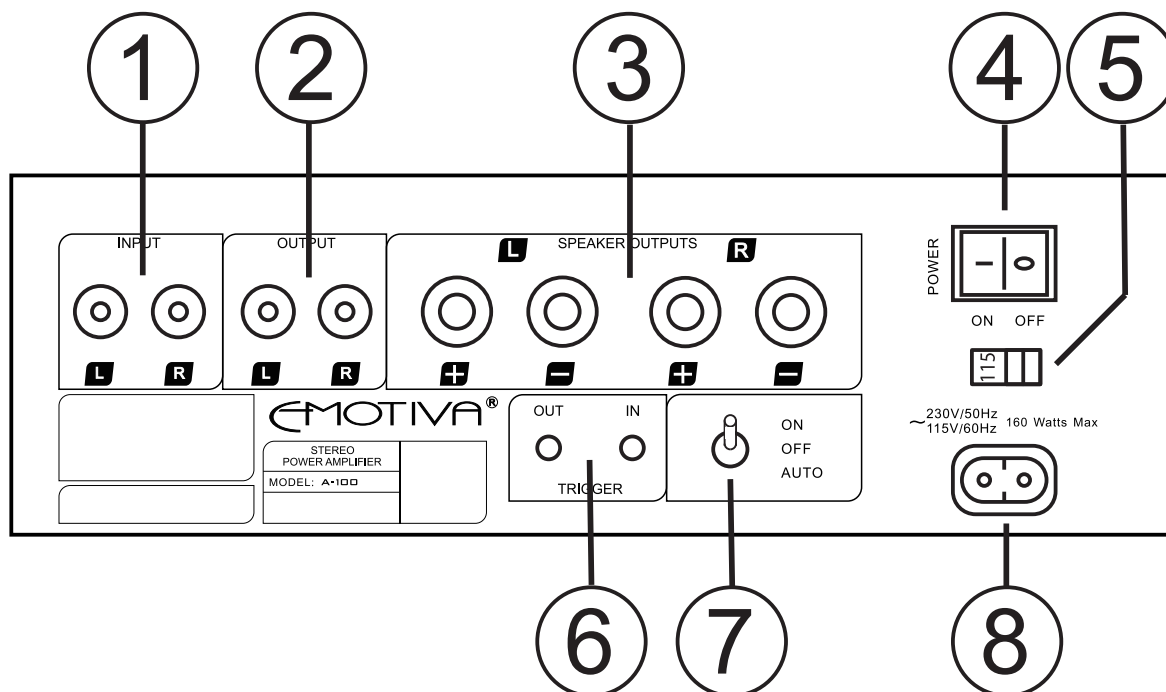 1 2 3 4 5
INPUT OUTPUT L SPEAKER OUTPUTS R
POWER
ON OFF
L R L R + − + −
115
EMOTIVA®
STEREO
POWER AMPLIFIER
MODEL: A-100
OUT IN
TRIGGER
ON
OFF
AUTO
~230V/50Hz
115V/60Hz 160 Watts Max
6 7 8